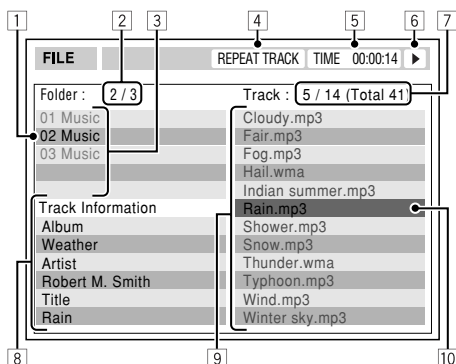 1 2 3 4 5 6 7
FILE REPEAT TRACK TIME 00:00:14
Folder : 2 / 3 Track : 5 / 14 (Total 41)
01 Music
02 Music
03 Music
Track Information
Album
Weather
Artist
Robert M. Smith
Title
Rain
Cloudy.mp3
Fair.mp3
Fog.mp3
Hail.wma
Indian summer.mp3
Rain.mp3
Shower.mp3
Snow.mp3
Thunder.wma
Typhoon.mp3
Wind.mp3
Winter sky.mp3
8 9 10